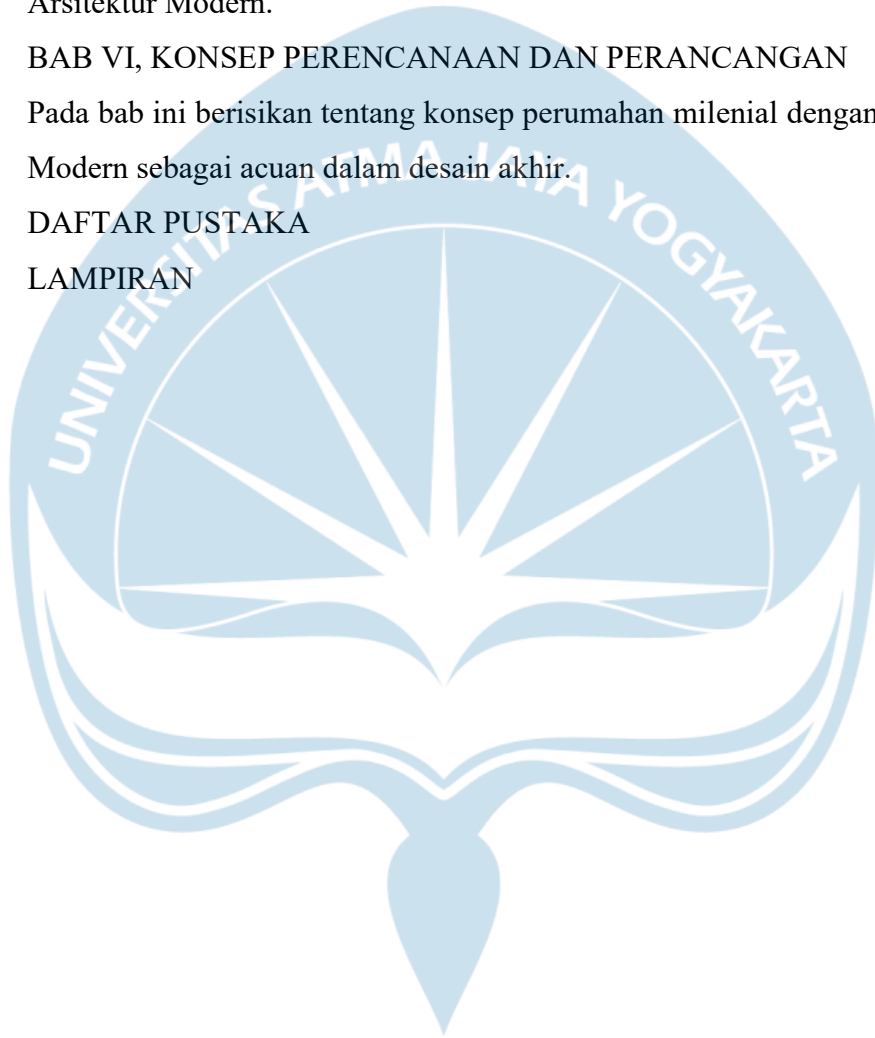 Arsitektur Modern.
BAB VI, KONSEP PERENCANAAN DAN PERANCANGAN
Pada bab ini berisikan tentang konsep perumahan milenial dengan
Modern sebagai acuan dalam desain akhir.
DAFTAR PUSTAKA
LAMPIRAN
UNIVERSITAS ATMA JAYA YOGYAKARTA